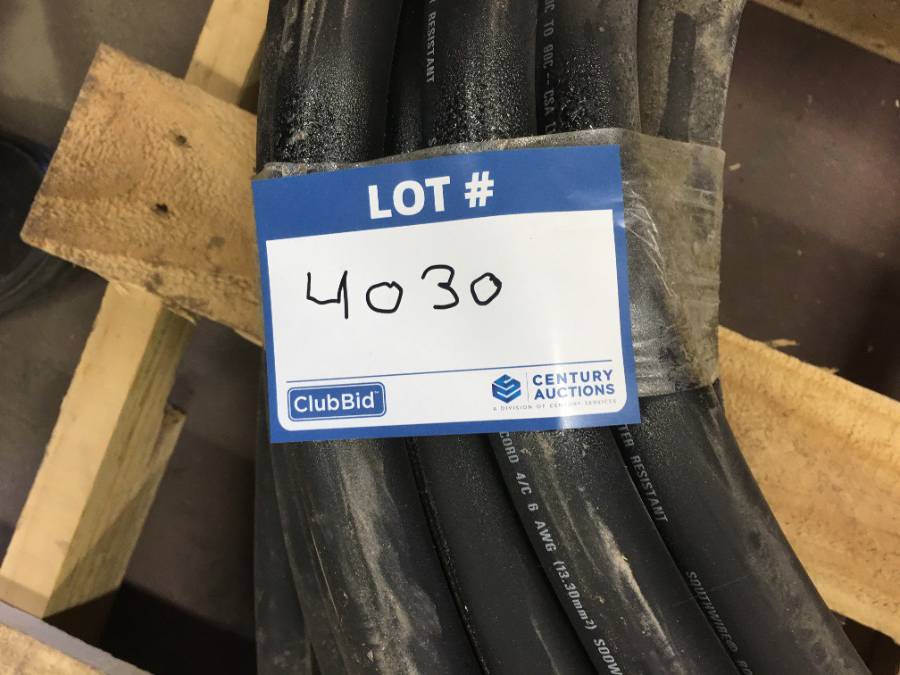 RESISTANT
TO 90C -- CSA
LOT #
4030
ClubBid™
CENTURY
AUCTIONS
A DIVISION OF CENTURY SERVICES
CORD 4/C 6 AWG (13.30mm²) SOOW
TER RESISTANT
SOUTHWIRE®